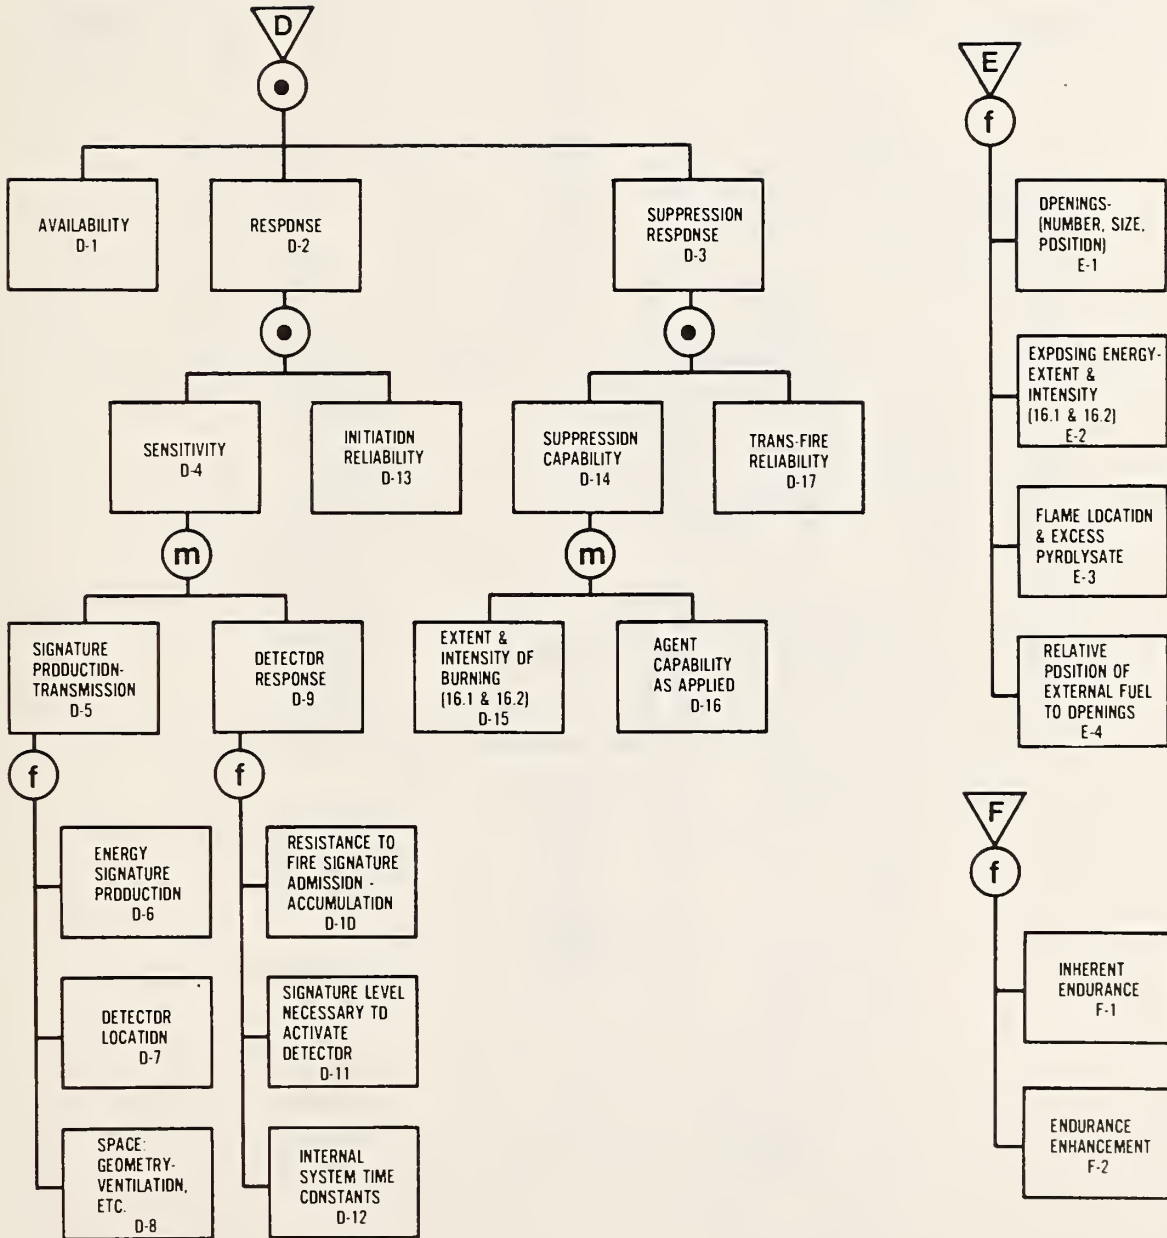 D
AVAILABILITY
D-1
RESPONSE
D-2
SUPPRESSION
RESPONSE
D-3
SENSITIVITY
D-4
INITIATION
RELIABILITY
D-13
SUPPRESSION
CAPABILITY
D-14
TRANS-FIRE
RELIABILITY
D-17
m
m
SIGNATURE
PRODUCTION-
TRANSMISSION
D-5
DETECTOR
RESPONSE
D-9
EXTENT &
INTENSITY OF
BURNING
(16.1 & 16.2)
D-15
AGENT
CAPABILITY
AS APPLIED
D-16
f
f
ENERGY
SIGNATURE
PRODUCTION
D-6
RESISTANCE TO
FIRE SIGNATURE
ADMISSION -
ACCUMULATION
D-10
DETECTOR
LOCATION
D-7
SIGNATURE LEVEL
NECESSARY TO
ACTIVATE
DETECTOR
D-11
SPACE:
GEOMETRY-
VENTILATION,
ETC.
D-8
INTERNAL
SYSTEM TIME
CONSTANTS
D-12
E
f
OPENINGS-
(NUMBER, SIZE,
POSITION)
E-1
EXPOSING ENERGY-
EXTENT &
INTENSITY
(16.1 & 16.2)
E-2
FLAME LOCATION
& EXCESS
PYROLYSATE
E-3
RELATIVE
POSITION OF
EXTERNAL FUEL
TO OPENINGS
E-4
F
f
INHERENT
ENDURANCE
F-1
ENDURANCE
ENHANCEMENT
F-2